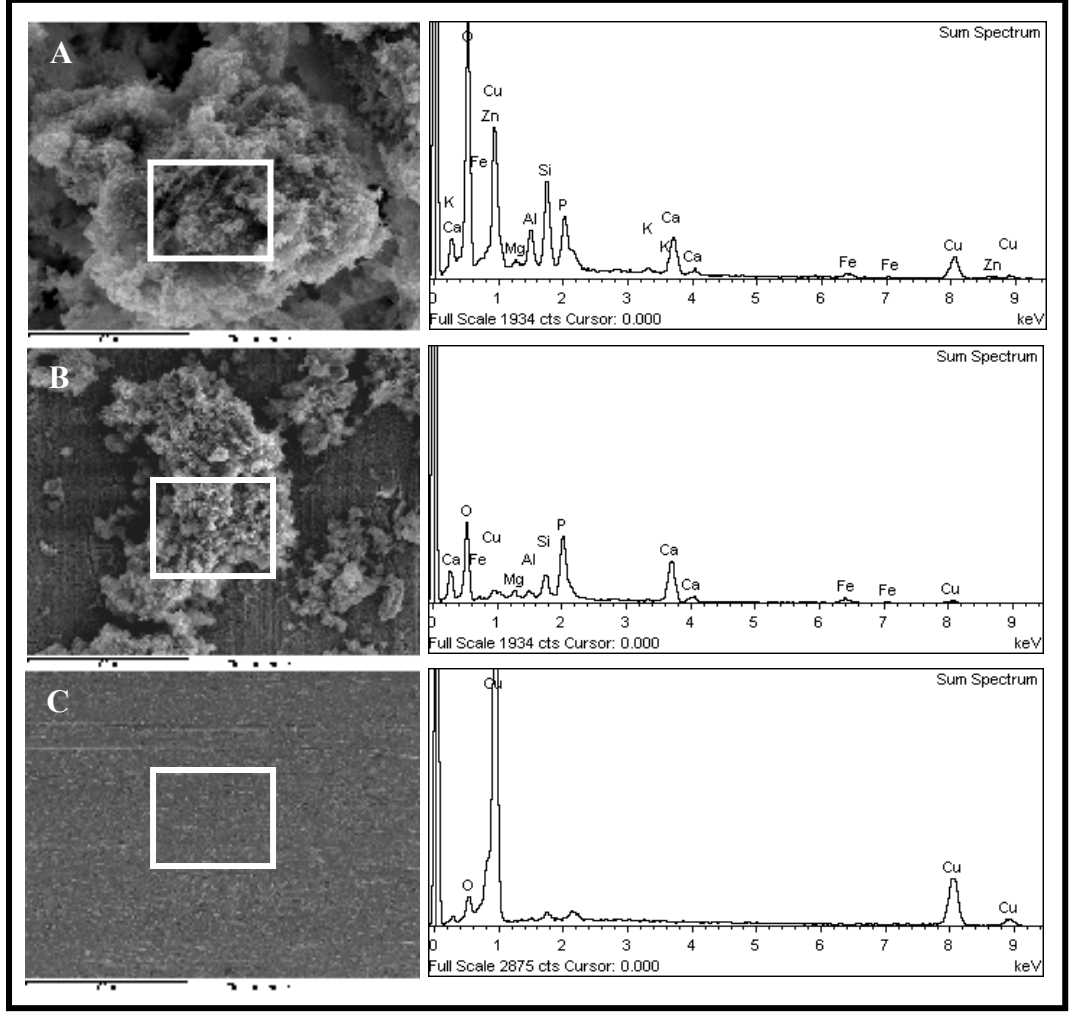 A
Sum Spectrum
O
Cu
Zn
Fe
Si
K
Ca
Al
P
Mg
K
Ca
K
Ca
Fe
Fe
Cu
Cu
Zn
0 1 2 3 4 5 6 7 8 9
Full Scale 1934 cts Cursor: 0.000 keV
B
Sum Spectrum
O
Cu
Ca
Fe
Mg
Al
Si
P
Ca
Ca
Fe
Fe
Cu
0 1 2 3 4 5 6 7 8 9
Full Scale 1934 cts Cursor: 0.000 keV
C
Sum Spectrum
Cu
O
Cu
Cu
0 1 2 3 4 5 6 7 8 9
Full Scale 2875 cts Cursor: 0.000 keV